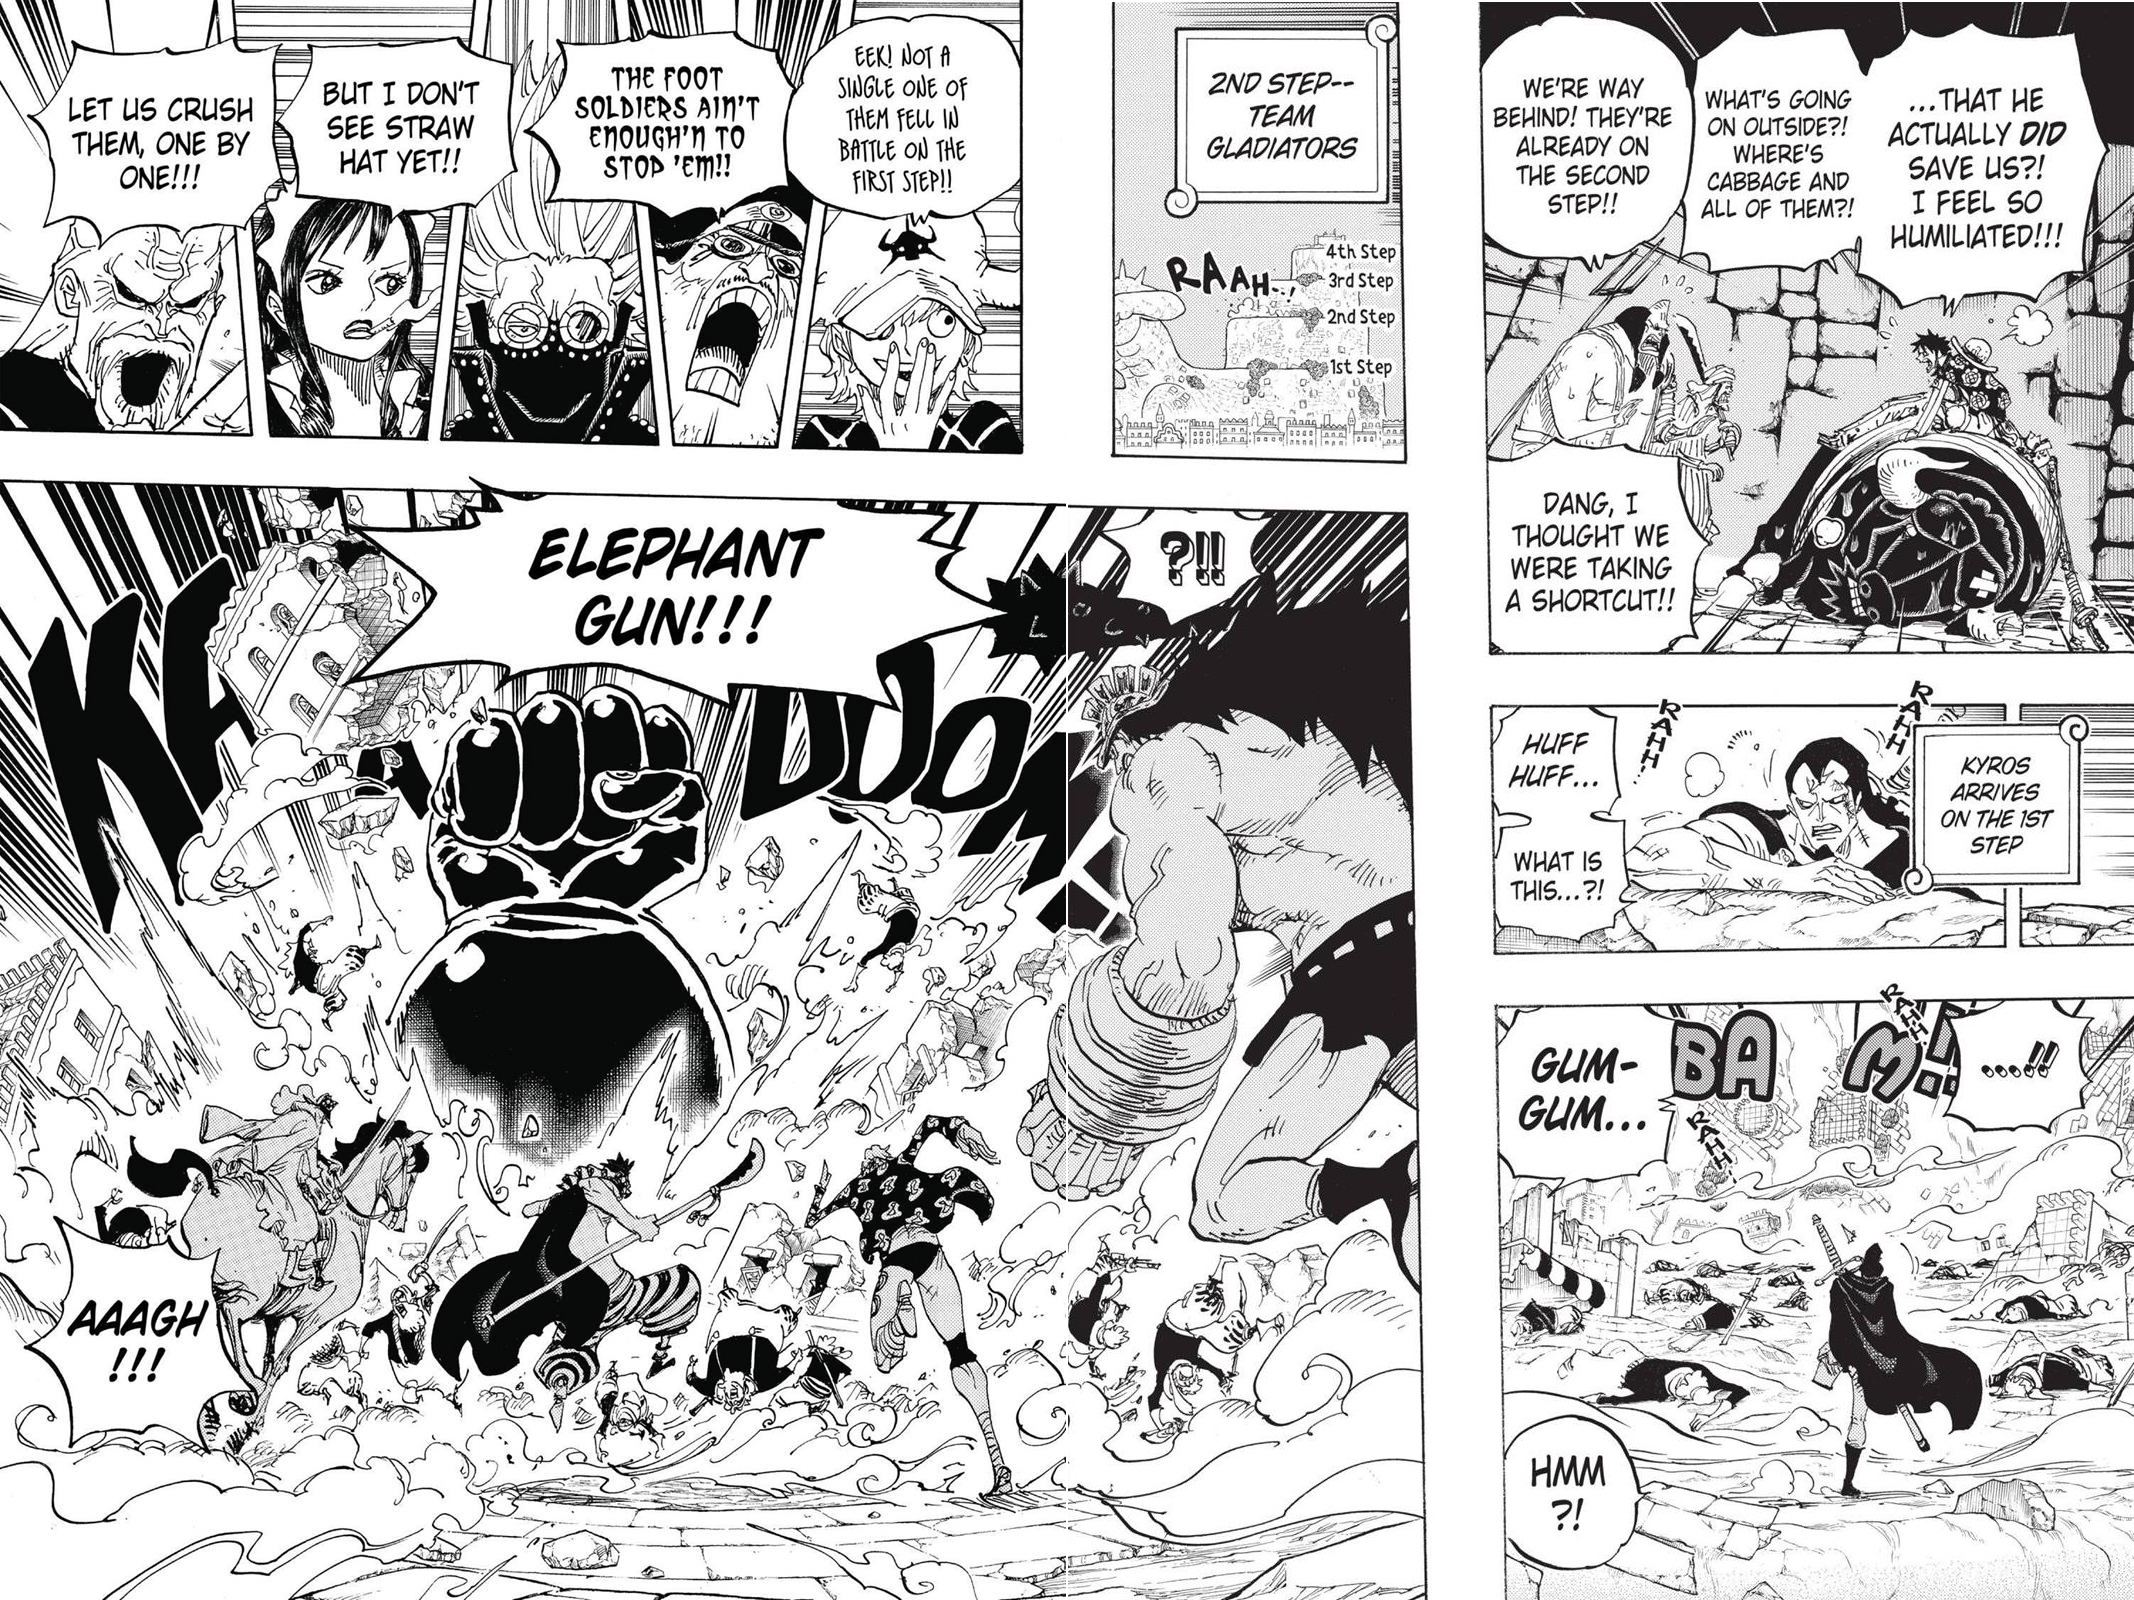 ...THAT HE
ACTUALLY DID
SAVE US?!
I FEEL SO
HUMILIATED!!!
WHAT'S GOING
ON OUTSIDE?!
WHERE'S
CABBAGE AND
ALL OF THEM?!
WE'RE WAY
BEHIND! THEY'RE
ALREADY ON
THE SECOND
STEP!!
DANG, I
THOUGHT WE
WERE TAKING
A SHORTCUT!!
KYROS
ARRIVES
ON THE 1ST
STEP
RAHH
RAHH!
HUFF
HUFF...
WHAT IS
THIS...?!
...!!
RAHH!
BAM!!
RAHH!
GUM-
GUM...
HMM
?!
2ND STEP--
TEAM
GLADIATORS
RAAH...!
4th Step
3rd Step
2nd Step
1st Step
EEK! NOT A
SINGLE ONE OF
THEM FELL IN
BATTLE ON THE
FIRST STEP!!
THE FOOT
SOLDIERS AIN'T
ENOUGH'N TO
STOP 'EM!!
BUT I DON'T
SEE STRAW
HAT YET!!
LET US CRUSH
THEM, ONE BY
ONE!!!
?!!
ELEPHANT
GUN!!!
AAAGH
!!!